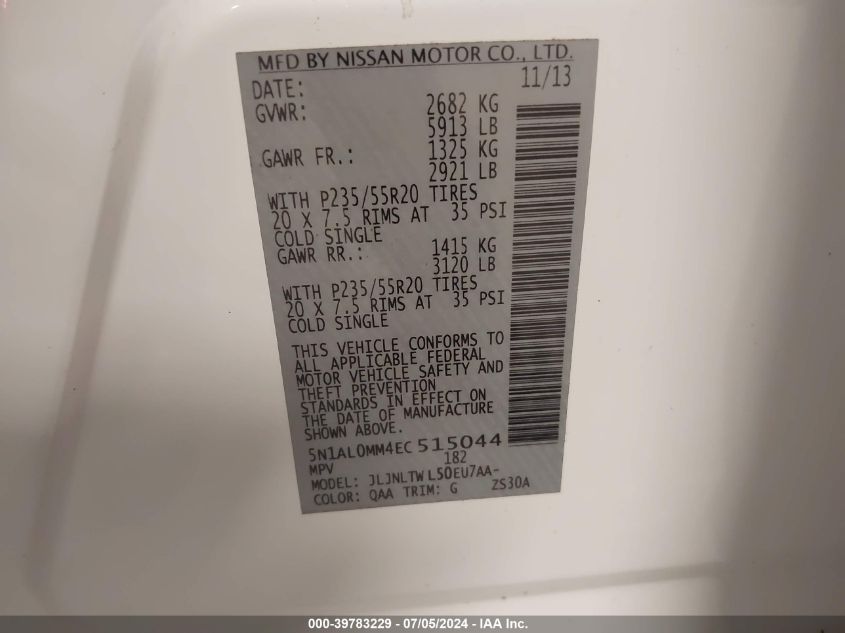 MFD BY NISSAN MOTOR CO., LTD.
DATE: 11/13
GVWR: 2682 KG
5913 LB
GAWR FR.: 1325 KG
2921 LB
WITH P235/55R20 TIRES
20 X 7.5 RIMS AT 35 PSI
COLD SINGLE
GAWR RR.: 1415 KG
3120 LB
WITH P235/55R20 TIRES
20 X 7.5 RIMS AT 35 PSI
COLD SINGLE
THIS VEHICLE CONFORMS TO
ALL APPLICABLE FEDERAL
MOTOR VEHICLE SAFETY AND
THEFT PREVENTION
STANDARDS IN EFFECT ON
THE DATE OF MANUFACTURE
SHOWN ABOVE.
5N1AL0MM4EC 515044
MPV 182
MODEL: JLJNLTW L50EU7AA-
COLOR: QAA TRIM: G ZS30A
000-39783229 - 07/05/2024 - IAA Inc.